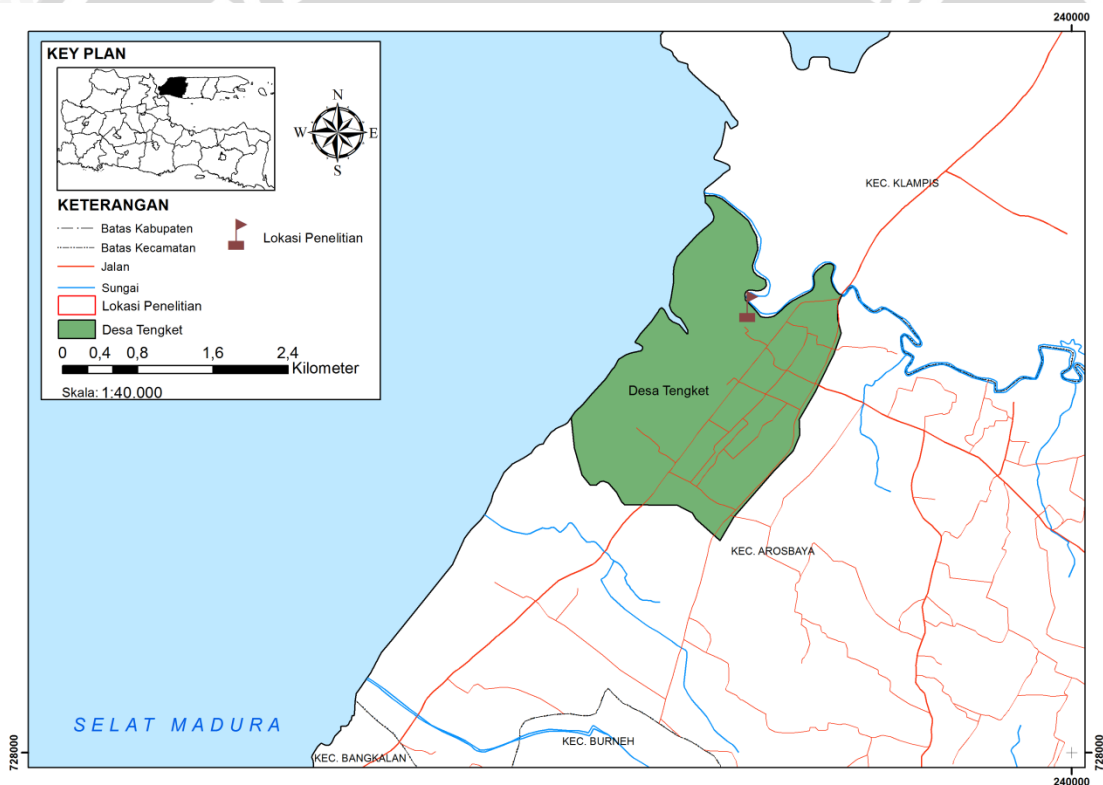 240000
KEY PLAN
N
W
E
S
KETERANGAN
Batas Kabupaten
Batas Kecamatan
Jalan
Sungai
Lokasi Penelitian
Desa Tengket
Lokasi Penelitian
0 0,4 0,8 1,6 2,4
Kilometer
Skala: 1:40.000
KEC. KLAMPIS
Desa Tengket
KEC. AROSBAYA
SELAT MADURA
KEC. BURNEH
KEC. BANGKALAN
728000
728000
240000